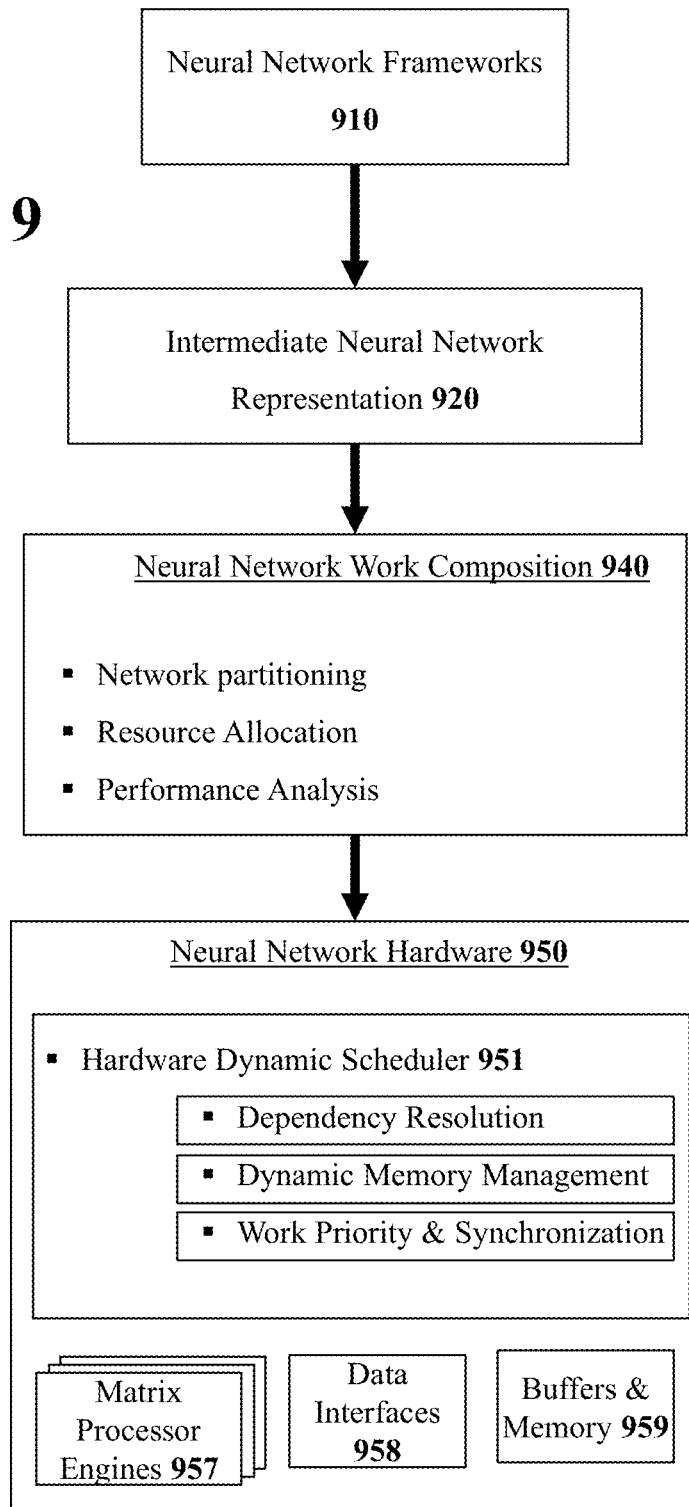 Neural Network Frameworks
910
9
Intermediate Neural Network
Representation 920
Neural Network Work Composition 940
▪ Network partitioning
▪ Resource Allocation
▪ Performance Analysis
Neural Network Hardware 950
▪ Hardware Dynamic Scheduler 951
▪ Dependency Resolution
▪ Dynamic Memory Management
▪ Work Priority & Synchronization
Matrix
Processor
Engines 957
Data
Interfaces
958
Buffers &
Memory 959